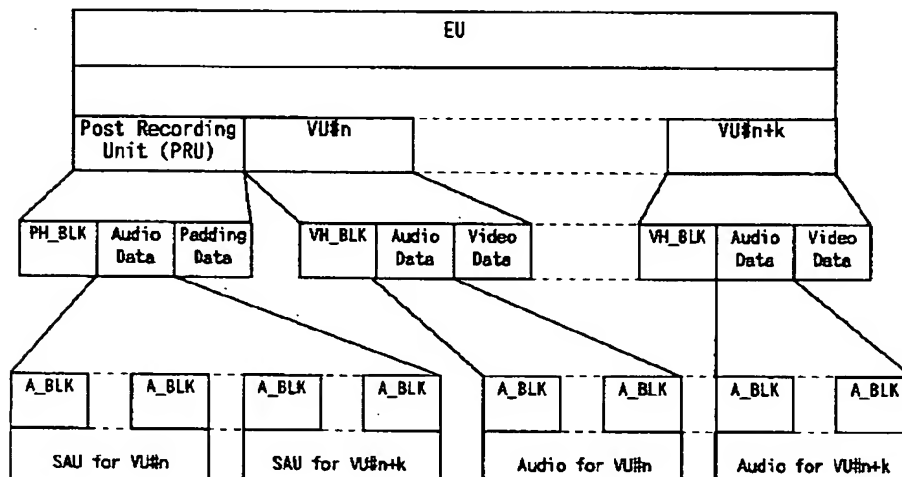 EU
Post Recording Unit (PRU) VU#n VU#n+k
PH_BLK Audio Data Padding Data VH_BLK Audio Data Video Data VH_BLK Audio Data Video Data
A_BLK A_BLK A_BLK A_BLK A_BLK A_BLK A_BLK A_BLK
SAU for VU#n SAU for VU#n+k Audio for VU#n Audio for VU#n+k